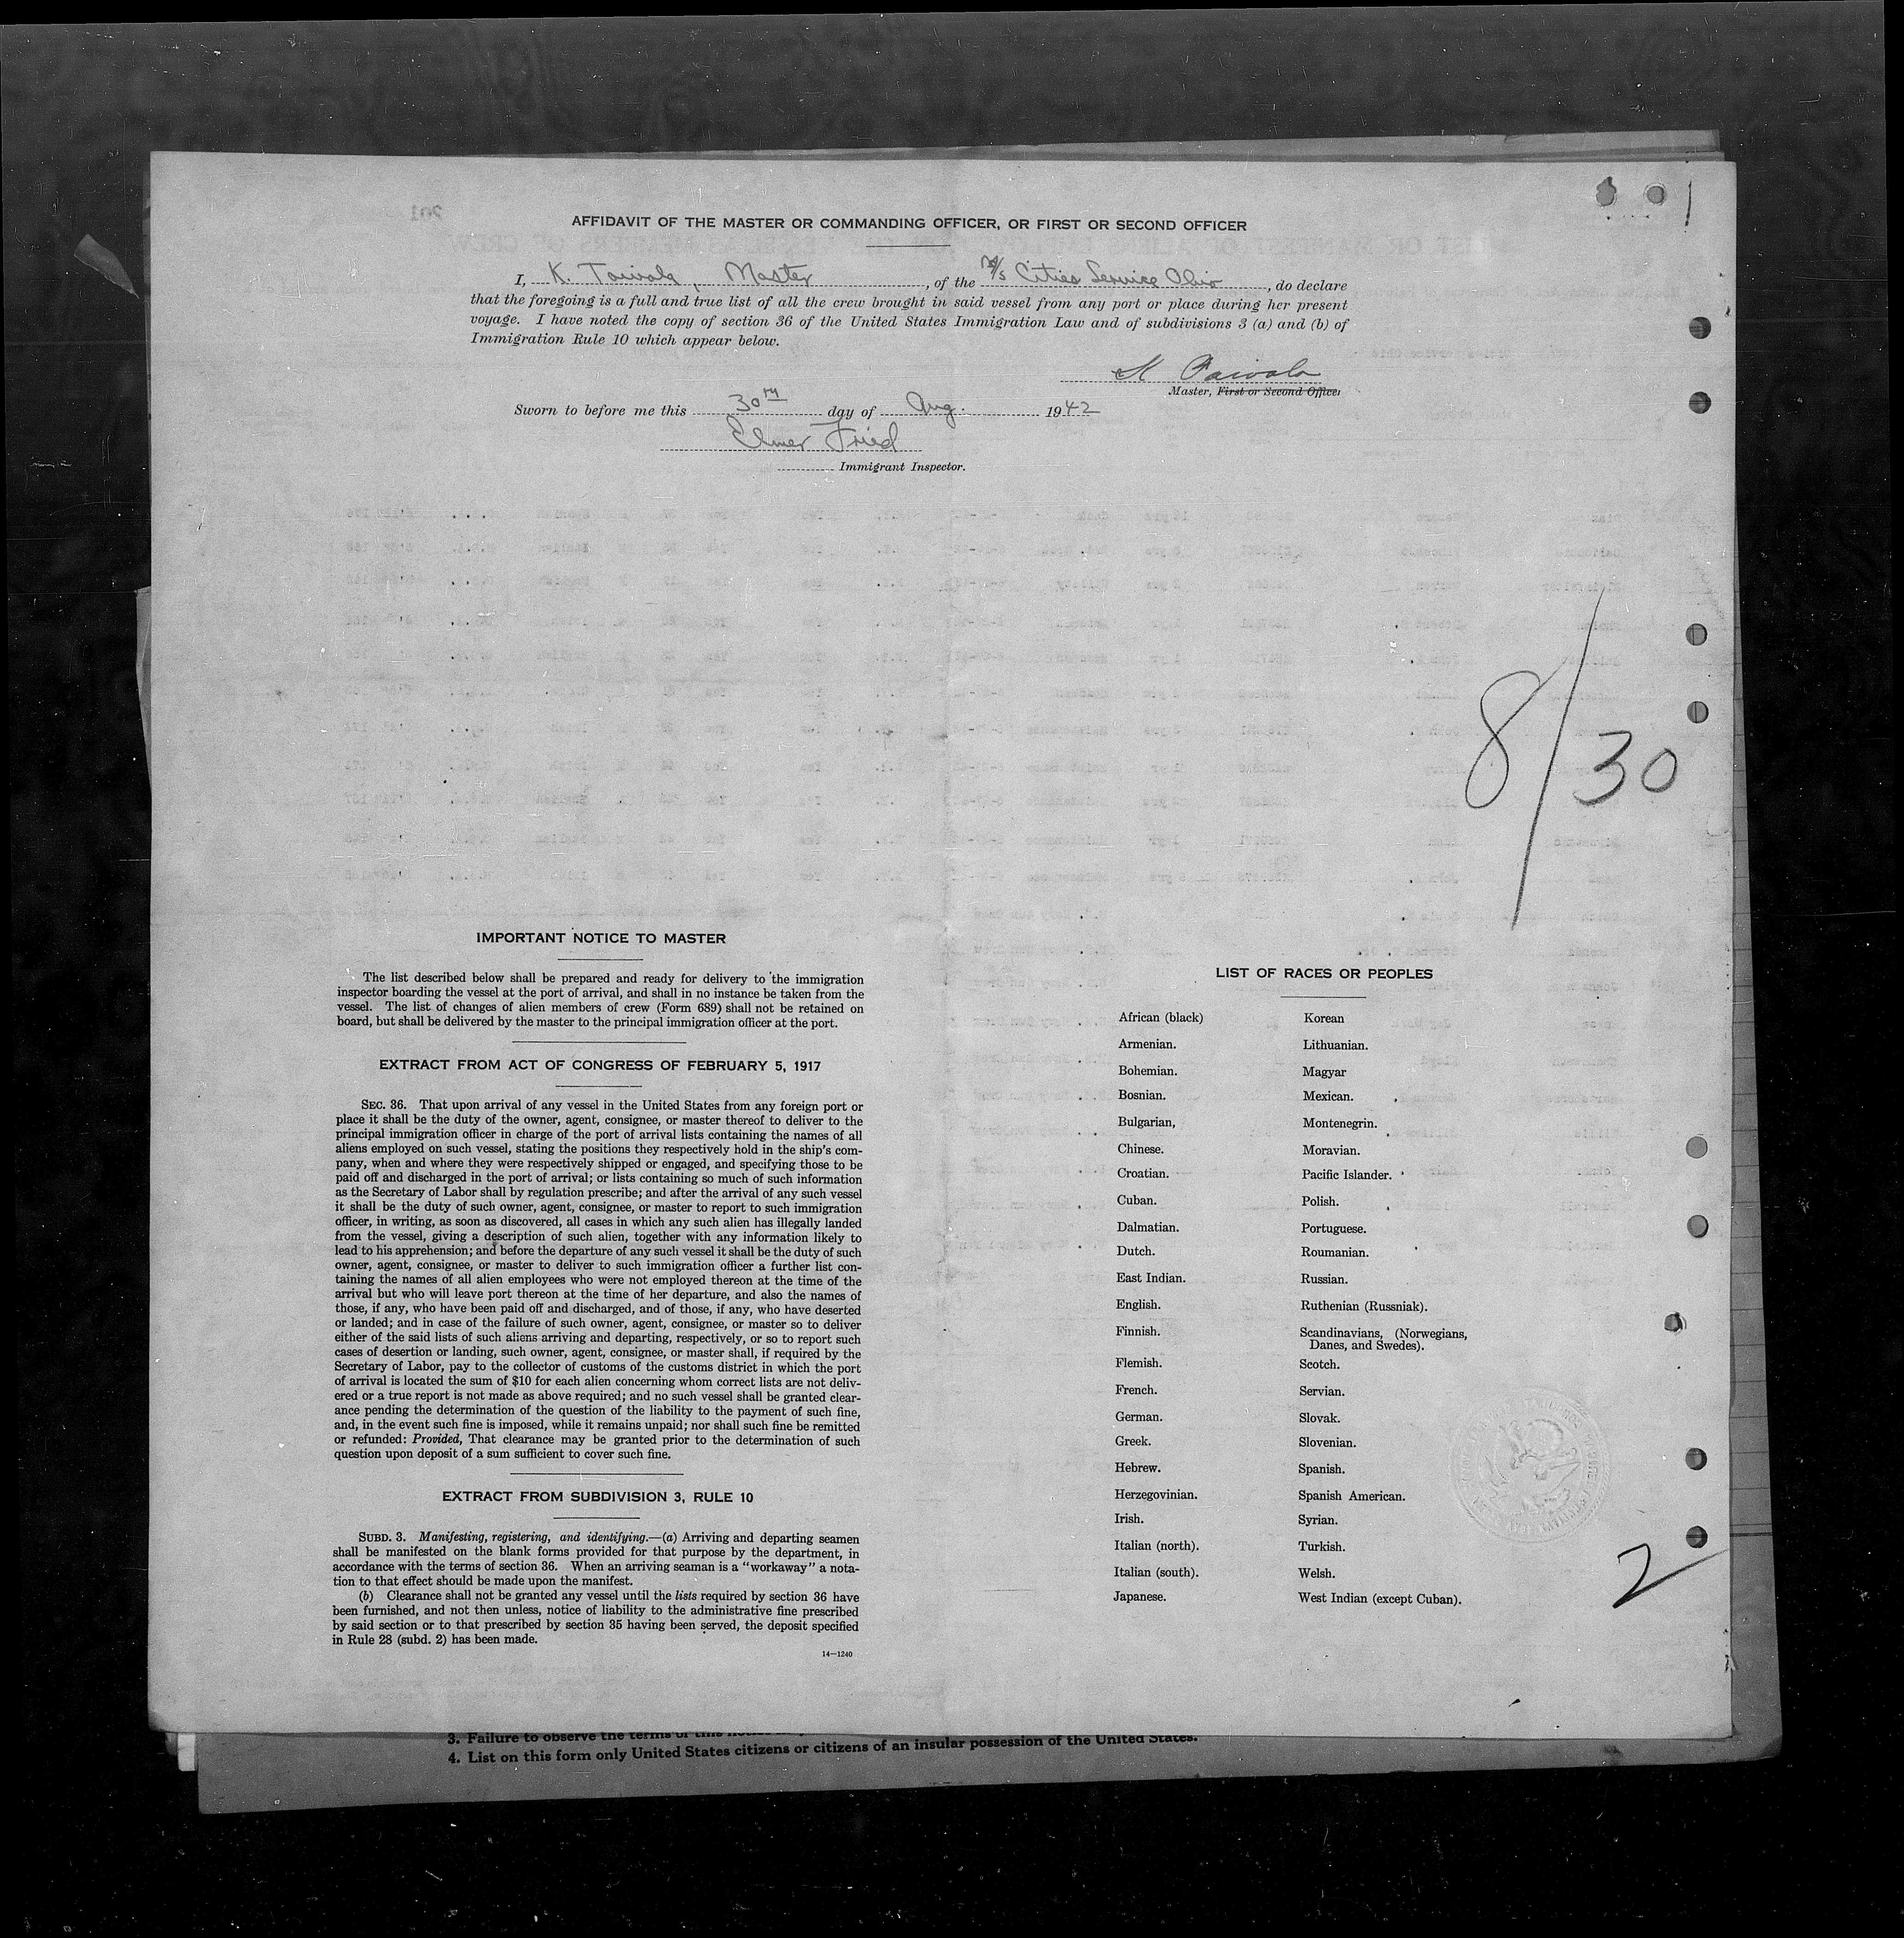 AFFIDAVIT OF THE MASTER OR COMMANDING OFFICER, OR FIRST OR SECOND OFFICER
I, K. Taivola, Master, of the M/S Cities Service Ohio, do declare
that the foregoing is a full and true list of all the crew brought in said vessel from any port or place during her present
voyage. I have noted the copy of section 36 of the United States Immigration Law and of subdivisions 3 (a) and (b) of
Immigration Rule 10 which appear below.
Master, First or Second Officer
Sworn to before me this 30th day of Aug. 1942
Elmer Fried
Immigrant Inspector.
8/30
IMPORTANT NOTICE TO MASTER
The list described below shall be prepared and ready for delivery to the immigration
inspector boarding the vessel at the port of arrival, and shall in no instance be taken from the
vessel. The list of changes of alien members of crew (Form 689) shall not be retained on
board, but shall be delivered by the master to the principal immigration officer at the port.
EXTRACT FROM ACT OF CONGRESS OF FEBRUARY 5, 1917
SEC. 36. That upon arrival of any vessel in the United States from any foreign port or
place it shall be the duty of the owner, agent, consignee, or master thereof to deliver to the
principal immigration officer in charge of the port of arrival lists containing the names of all
aliens employed on such vessel, stating the positions they respectively hold in the ship's com-
pany, when and where they were respectively shipped or engaged, and specifying those to be
paid off and discharged in the port of arrival; or lists containing so much of such information
as the Secretary of Labor shall by regulation prescribe; and after the arrival of any such vessel
it shall be the duty of such owner, agent, consignee, or master to report to such immigration
officer, in writing, as soon as discovered, all cases in which any such alien has illegally landed
from the vessel, giving a description of such alien, together with any information likely to
lead to his apprehension; and before the departure of any such vessel it shall be the duty of such
owner, agent, consignee, or master to deliver to such immigration officer a further list con-
taining the names of all alien employees who were not employed thereon at the time of the
arrival but who will leave port thereon at the time of her departure, and also the names of
those, if any, who have been paid off and discharged, and of those, if any, who have deserted
or landed; and in case of the failure of such owner, agent, consignee, or master so to deliver
either of the said lists of such aliens arriving and departing, respectively, or so to report such
cases of desertion or landing, such owner, agent, consignee, or master shall, if required by the
Secretary of Labor, pay to the collector of customs of the customs district in which the port
of arrival is located the sum of $10 for each alien concerning whom correct lists are not deliv-
ered or a true report is not made as above required; and no such vessel shall be granted clear-
ance pending the determination of the question of the liability to the payment of such fine,
and, in the event such fine is imposed, while it remains unpaid; nor shall such fine be remitted
or refunded: Provided, That clearance may be granted prior to the determination of such
question upon deposit of a sum sufficient to cover such fine.
EXTRACT FROM SUBDIVISION 3, RULE 10
SUBD. 3. Manifesting, registering, and identifying.—(a) Arriving and departing seamen
shall be manifested on the blank forms provided for that purpose by the department, in
accordance with the terms of section 36. When an arriving seaman is a "workaway" a nota-
tion to that effect should be made upon the manifest.
(b) Clearance shall not be granted any vessel until the lists required by section 36 have
been furnished, and not then unless, notice of liability to the administrative fine prescribed
by said section or to that prescribed by section 35 having been served, the deposit specified
in Rule 28 (subd. 2) has been made.
14—1240
LIST OF RACES OR PEOPLES
African (black)
Armenian.
Bohemian.
Bosnian.
Bulgarian,
Chinese.
Croatian.
Cuban.
Dalmatian.
Dutch.
East Indian.
English.
Finnish.
Flemish.
French.
German.
Greek.
Hebrew.
Herzegovinian.
Irish.
Italian (north).
Italian (south).
Japanese.
Korean
Lithuanian.
Magyar
Mexican.
Montenegrin.
Moravian.
Pacific Islander.
Polish.
Portuguese.
Roumanian.
Russian.
Ruthenian (Russniak).
Scandinavians, (Norwegians,
Danes, and Swedes).
Scotch.
Servian.
Slovak.
Slovenian.
Spanish.
Spanish American.
Syrian.
Turkish.
Welsh.
West Indian (except Cuban).
2
3. Failure to observe the terms of this
4. List on this form only United States citizens or citizens of an insular possession of the United States.